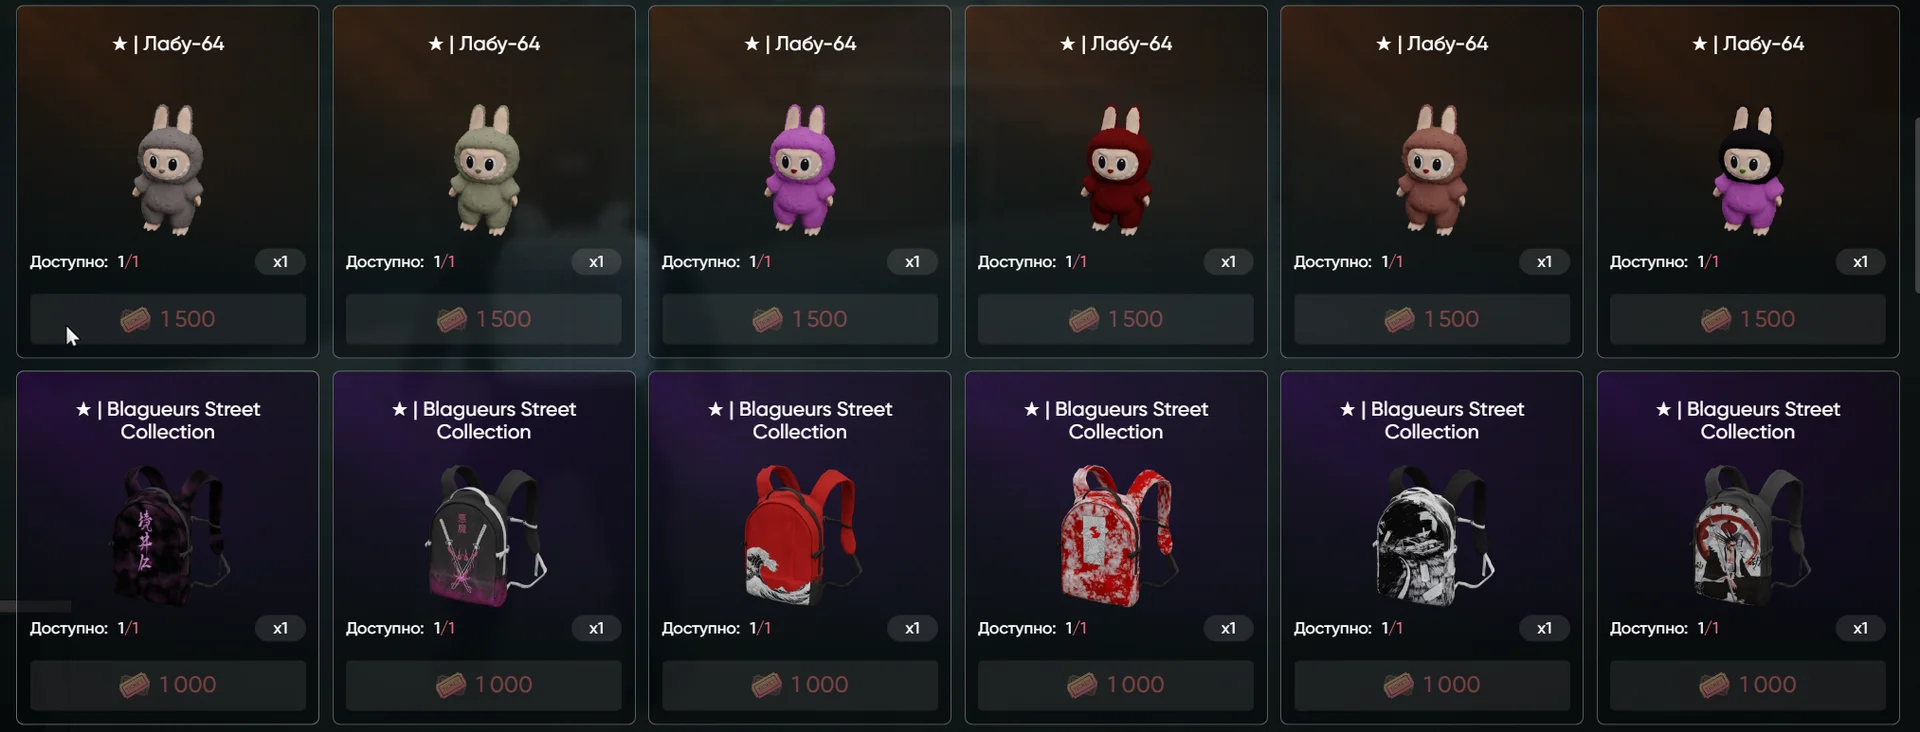 ★ | Лабу-64
★ | Лабу-64
★ | Лабу-64
★ | Лабу-64
★ | Лабу-64
★ | Лабу-64
Доступно: 1/1 x1
Доступно: 1/1 x1
Доступно: 1/1 x1
Доступно: 1/1 x1
Доступно: 1/1 x1
Доступно: 1/1 x1
1 500
1 500
1 500
1 500
1 500
1 500
★ | Blagueurs Street
Collection
★ | Blagueurs Street
Collection
★ | Blagueurs Street
Collection
★ | Blagueurs Street
Collection
★ | Blagueurs Street
Collection
★ | Blagueurs Street
Collection
Доступно: 1/1 x1
Доступно: 1/1 x1
Доступно: 1/1 x1
Доступно: 1/1 x1
Доступно: 1/1 x1
Доступно: 1/1 x1
1 000
1 000
1 000
1 000
1 000
1 000